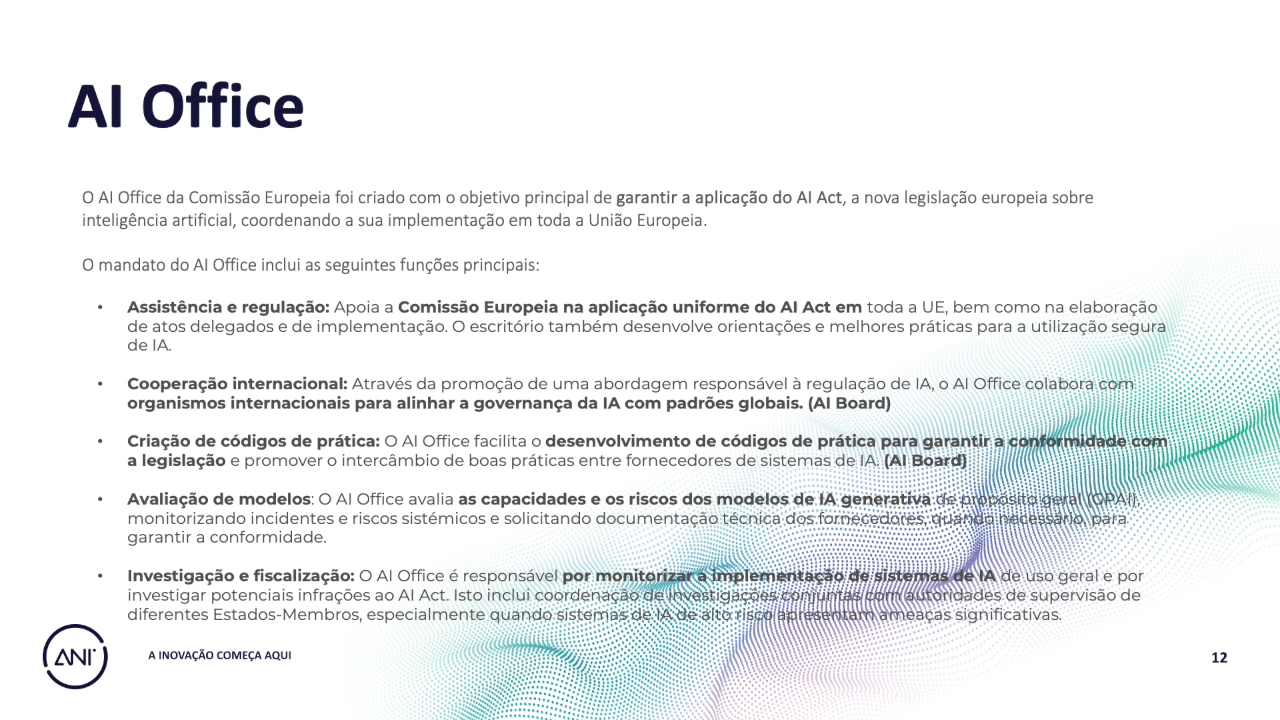 AI Office
O AI Office da Comissão Europeia foi criado com o objetivo principal de garantir a aplicação do AI Act, a nova legislação europeia sobre
inteligência artificial, coordenando a sua implementação em toda a União Europeia.
O mandato do AI Office inclui as seguintes funções principais:
• Assistência e regulação: Apoia a Comissão Europeia na aplicação uniforme do AI Act em toda a UE, bem como na elaboração
de atos delegados e de implementação. O escritório também desenvolve orientações e melhores práticas para a utilização segura
de IA.
• Cooperação internacional: Através da promoção de uma abordagem responsável à regulação de IA, o AI Office colabora com
organismos internacionais para alinhar a governança da IA com padrões globais. (AI Board)
• Criação de códigos de prática: O AI Office facilita o desenvolvimento de códigos de prática para garantir a conformidade com
a legislação e promover o intercâmbio de boas práticas entre fornecedores de sistemas de IA. (AI Board)
• Avaliação de modelos: O AI Office avalia as capacidades e os riscos dos modelos de IA generativa de propósito geral (GPAI),
monitorizando incidentes e riscos sistémicos e solicitando documentação técnica dos fornecedores, quando necessário, para
garantir a conformidade.
• Investigação e fiscalização: O AI Office é responsável por monitorizar a implementação de sistemas de IA de uso geral e por
investigar potenciais infrações ao AI Act. Isto inclui coordenação de investigações conjuntas com autoridades de supervisão de
diferentes Estados-Membros, especialmente quando sistemas de IA de alto risco apresentam ameaças significativas.
ANI
A INOVAÇÃO COMEÇA AQUI
12